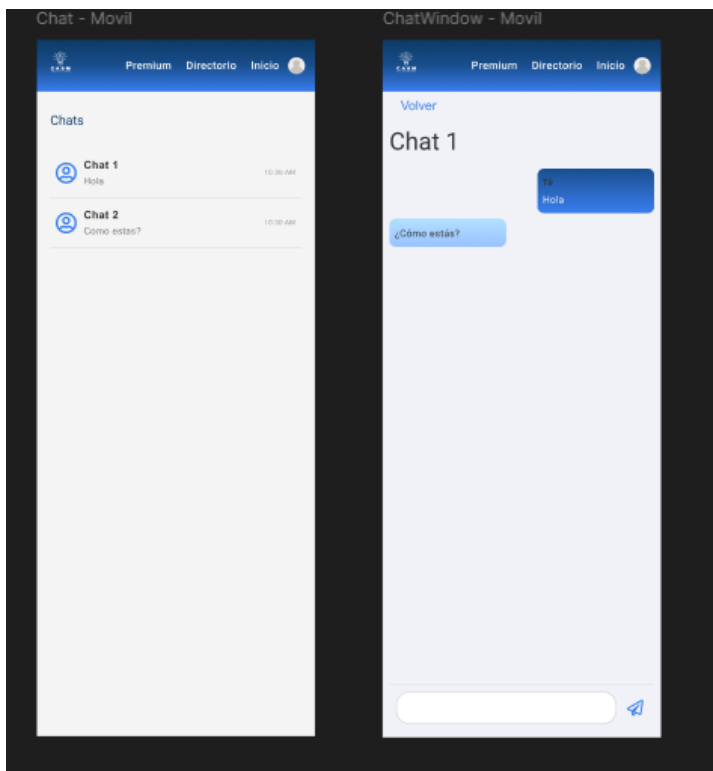 Chat - Movil
Premium Directorio Inicio
Chats
Chat 1
Hola
10:30 AM
Chat 2
Como estas?
10:30 AM
ChatWindow - Movil
Premium Directorio Inicio
Volver
Chat 1
Tú
Hola
¿Cómo estás?